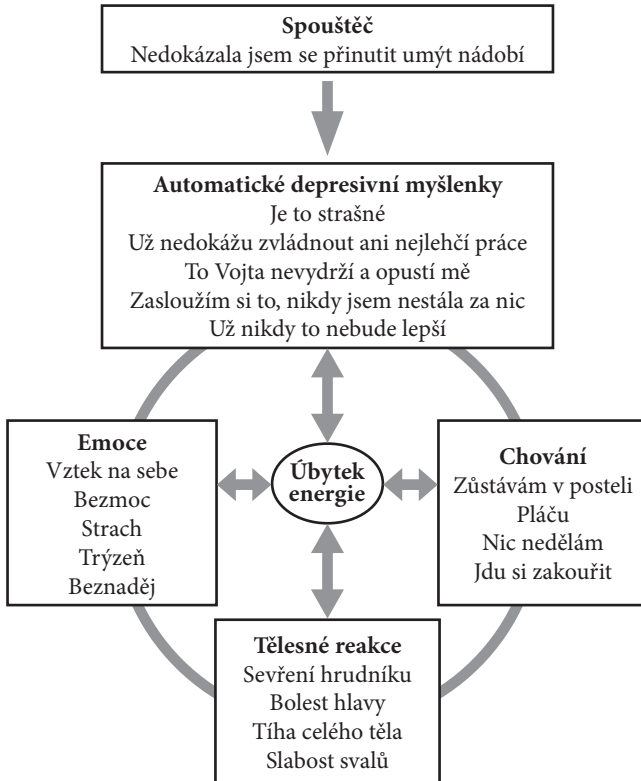 Spouštěč
Nedokázala jsem se přinutit umýt nádobí
Automatické depresivní myšlenky
Je to strašné
Už nedokážu zvládnout ani nejlehčí práce
To Vojta nevydrží a opustí mě
Zasloužím si to, nikdy jsem nestála za nic
Už nikdy to nebude lepší
Emoce
Vztek na sebe
Bezmoc
Strach
Trýzeň
Beznaděj
Úbytek
energie
Chování
Zůstávám v posteli
Pláču
Nic nedělám
Jdu si zakouřit
Tělesné reakce
Sevření hrudníku
Bolest hlavy
Tíha celého těla
Slabost svalů